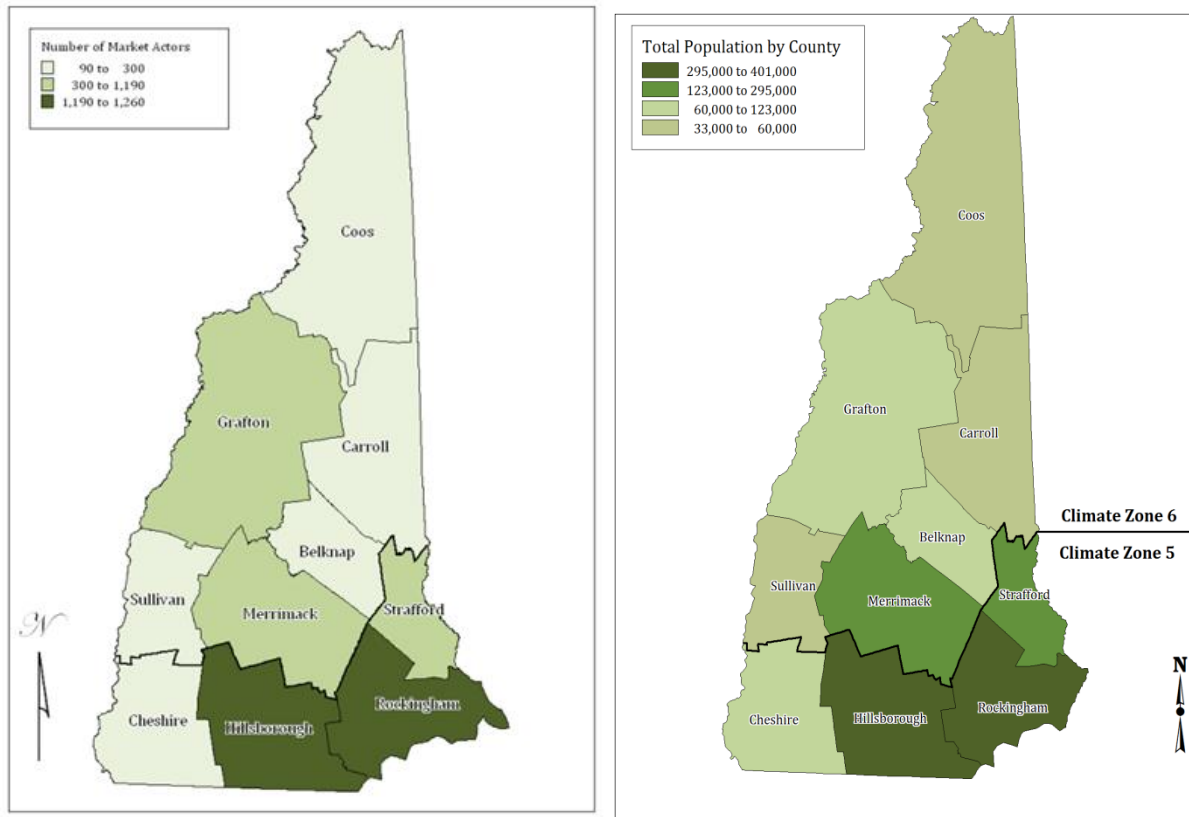 Number of Market Actors
90 to 300
300 to 1,190
1,190 to 1,260
Coos
Grafton
Carroll
Belknap
Sullivan
Merrimack
Strafford
Cheshire
Hillsborough
Rockingham
N
Total Population by County
295,000 to 401,000
123,000 to 295,000
60,000 to 123,000
33,000 to 60,000
Coos
Grafton
Carroll
Climate Zone 6
Belknap
Climate Zone 5
Sullivan
Merrimack
Strafford
Cheshire
Hillsborough
Rockingham
N